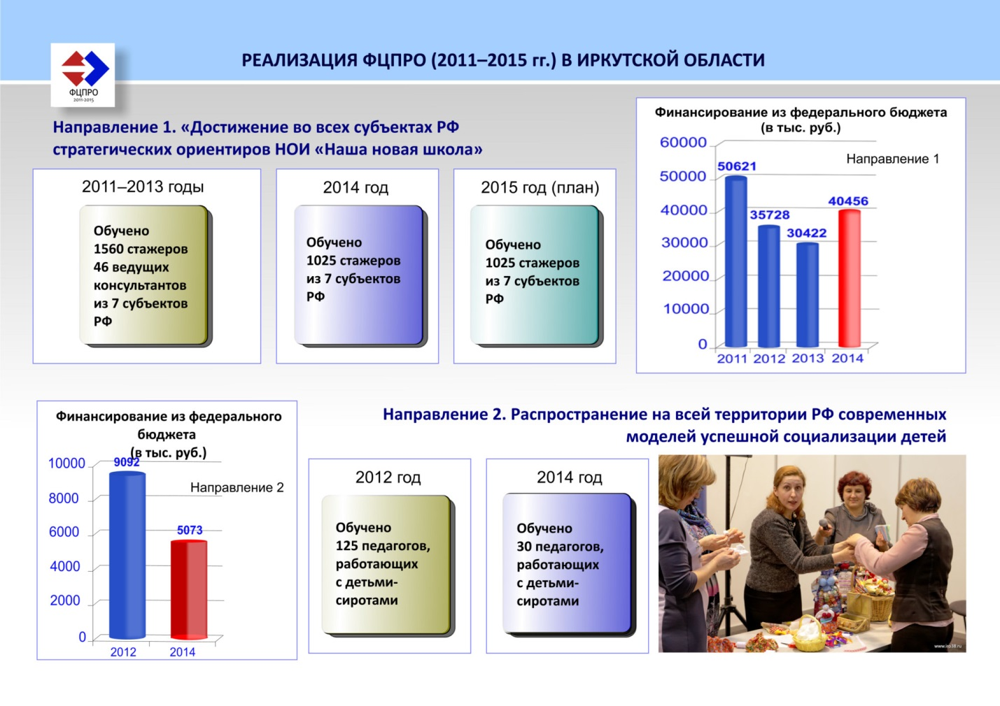 РЕАЛИЗАЦИЯ ФЦПРО (2011–2015 гг.) В ИРКУТСКОЙ ОБЛАСТИ
ФЦПРО
2011-2015
Направление 1. «Достижение во всех субъектах РФ
стратегических ориентиров НОИ «Наша новая школа»
2011–2013 годы
Обучено
1560 стажеров
46 ведущих
консультантов
из 7 субъектов
РФ
2014 год
Обучено
1025 стажеров
из 7 субъектов
РФ
2015 год (план)
Обучено
1025 стажеров
из 7 субъектов
РФ
Финансирование из федерального бюджета
(в тыс. руб.)
Направление 1
60000
50000
40000
30000
20000
10000
0
50621
35728
30422
40456
2011 2012 2013 2014
Финансирование из федерального
бюджета
(в тыс. руб.)
Направление 2
10000
8000
6000
4000
2000
0
9092
5073
2012 2014
Направление 2. Распространение на всей территории РФ современных
моделей успешной социализации детей
2012 год
Обучено
125 педагогов,
работающих
с детьми-
сиротами
2014 год
Обучено
30 педагогов,
работающих
с детьми-
сиротами
www.iro38.ru